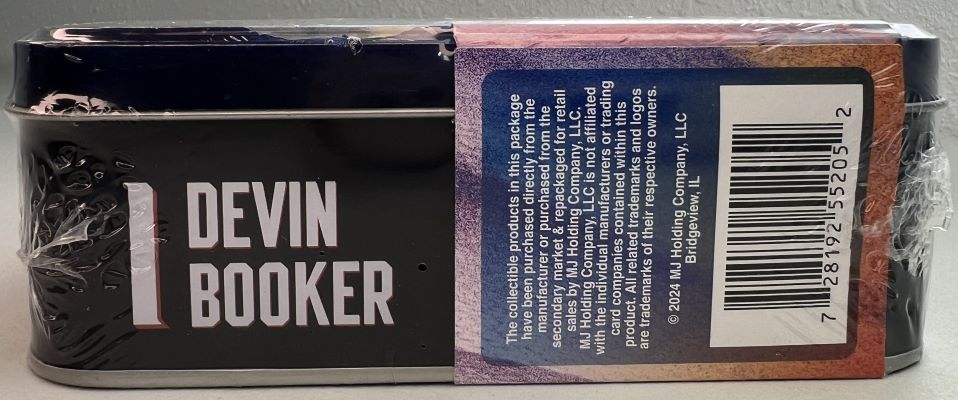 1
DEVIN
BOOKER
The collectible products in this package
have been purchased directly from the
manufacturer or purchased from the
secondary market & repackaged for retail
sales by MJ Holding Company, LLC.
MJ Holding Company, LLC is not affiliated
with the individual manufacturers or trading
card companies contained within this
product. All related trademarks and logos
are trademarks of their respective owners.
© 2024 MJ Holding Company, LLC
Bridgeview, IL
7 28192 55205 2